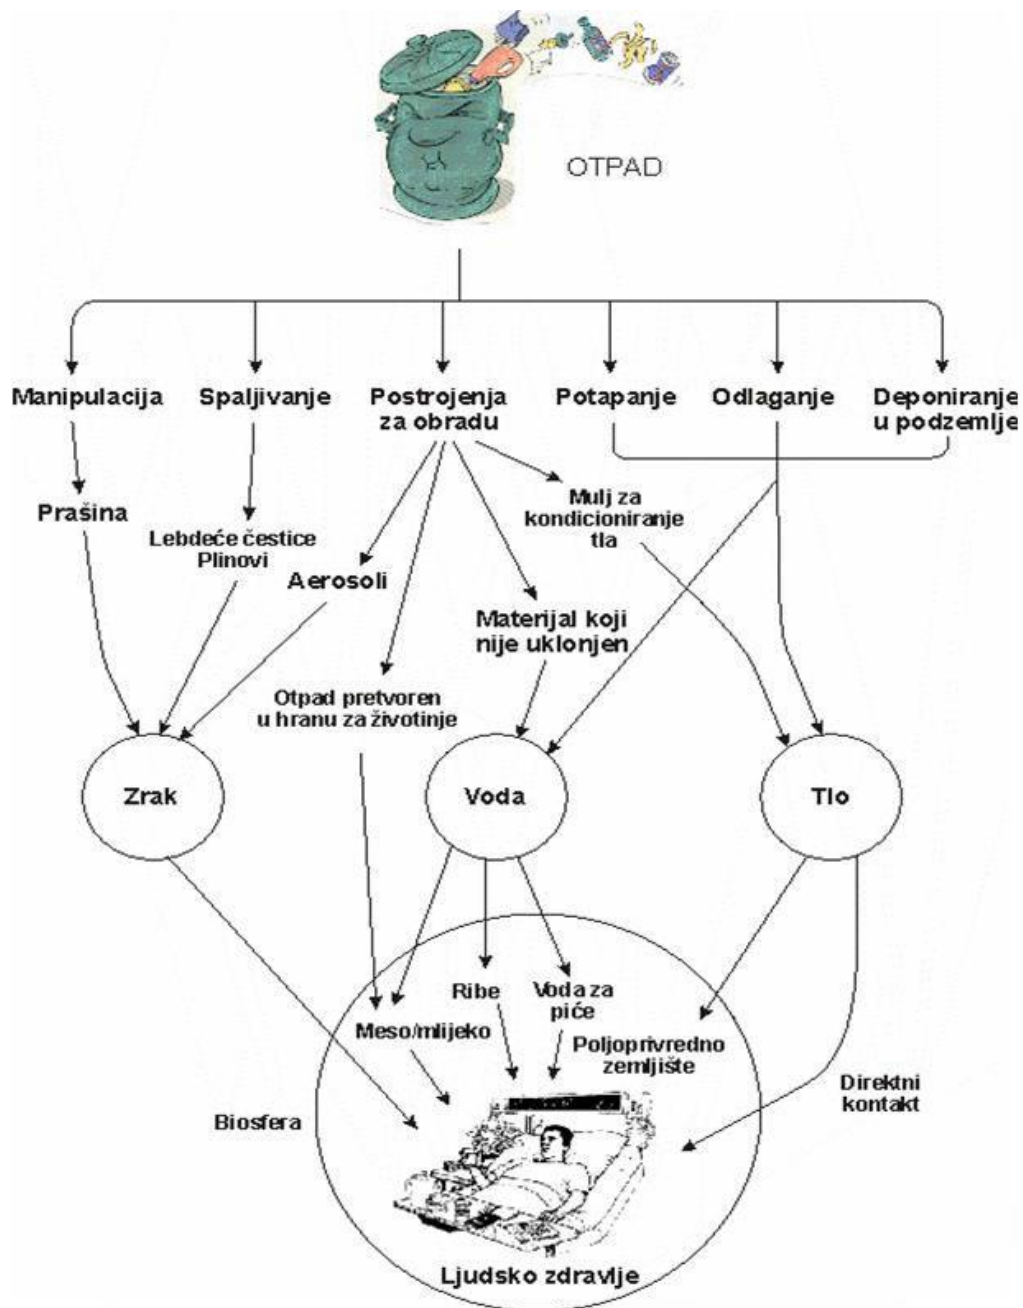 OTPAD
Manipulacija
Spaljivanje
Postrojenja
za obradu
Potapanje
Odlaganje
Deponiranje
u podzemlje
Prašina
Lebdeće čestice
Plinovi
Aerosoli
Mulj za
kondicioniranje
tla
Materijal koji
nije uklonjen
Otpad pretvoren
u hranu za životinje
Zrak
Voda
Tlo
Ribe
Voda za
piće
Meso/mlijeko
Poljoprivredno
zemljište
Direktni
kontakt
Biosfera
Ljudsko zdravlje